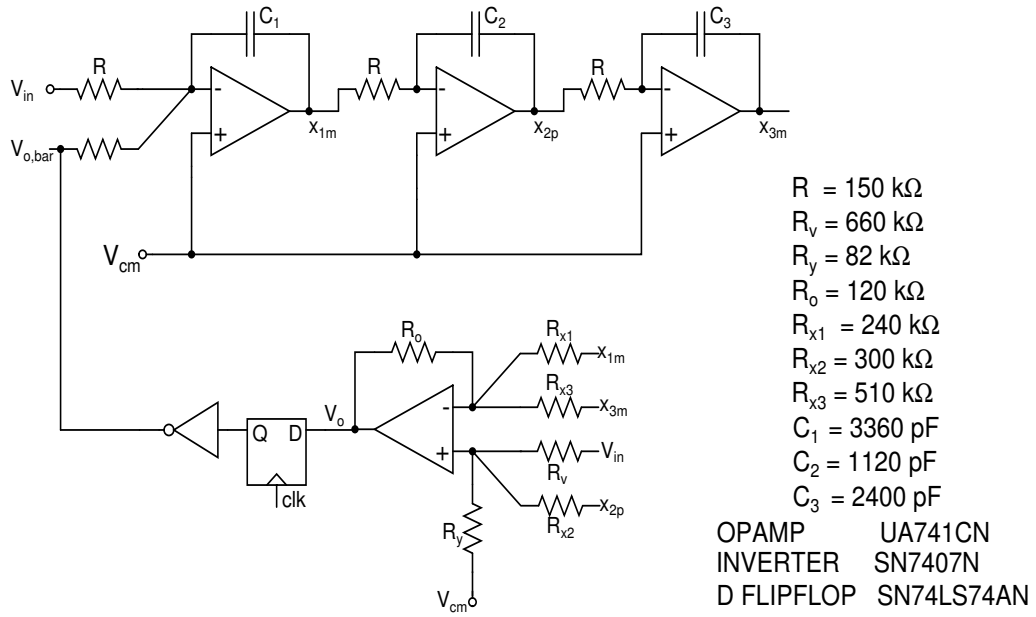 C1
C2
C3
R
R
R
Vin
-
-
-
+
+
+
x1m
x2p
x3m
Vo,bar
Vcm
R = 150 kΩ
Rv = 660 kΩ
Ry = 82 kΩ
Ro = 120 kΩ
Rx1 = 240 kΩ
Rx2 = 300 kΩ
Rx3 = 510 kΩ
C1 = 3360 pF
C2 = 1120 pF
C3 = 2400 pF
OPAMP UA741CN
INVERTER SN7407N
D FLIPFLOP SN74LS74AN
Ro
Rx1
x1m
Rx3
x3m
-
Vo
Q D
+
Vin
Rv
clk
x2p
Rx2
Ry
Vcm